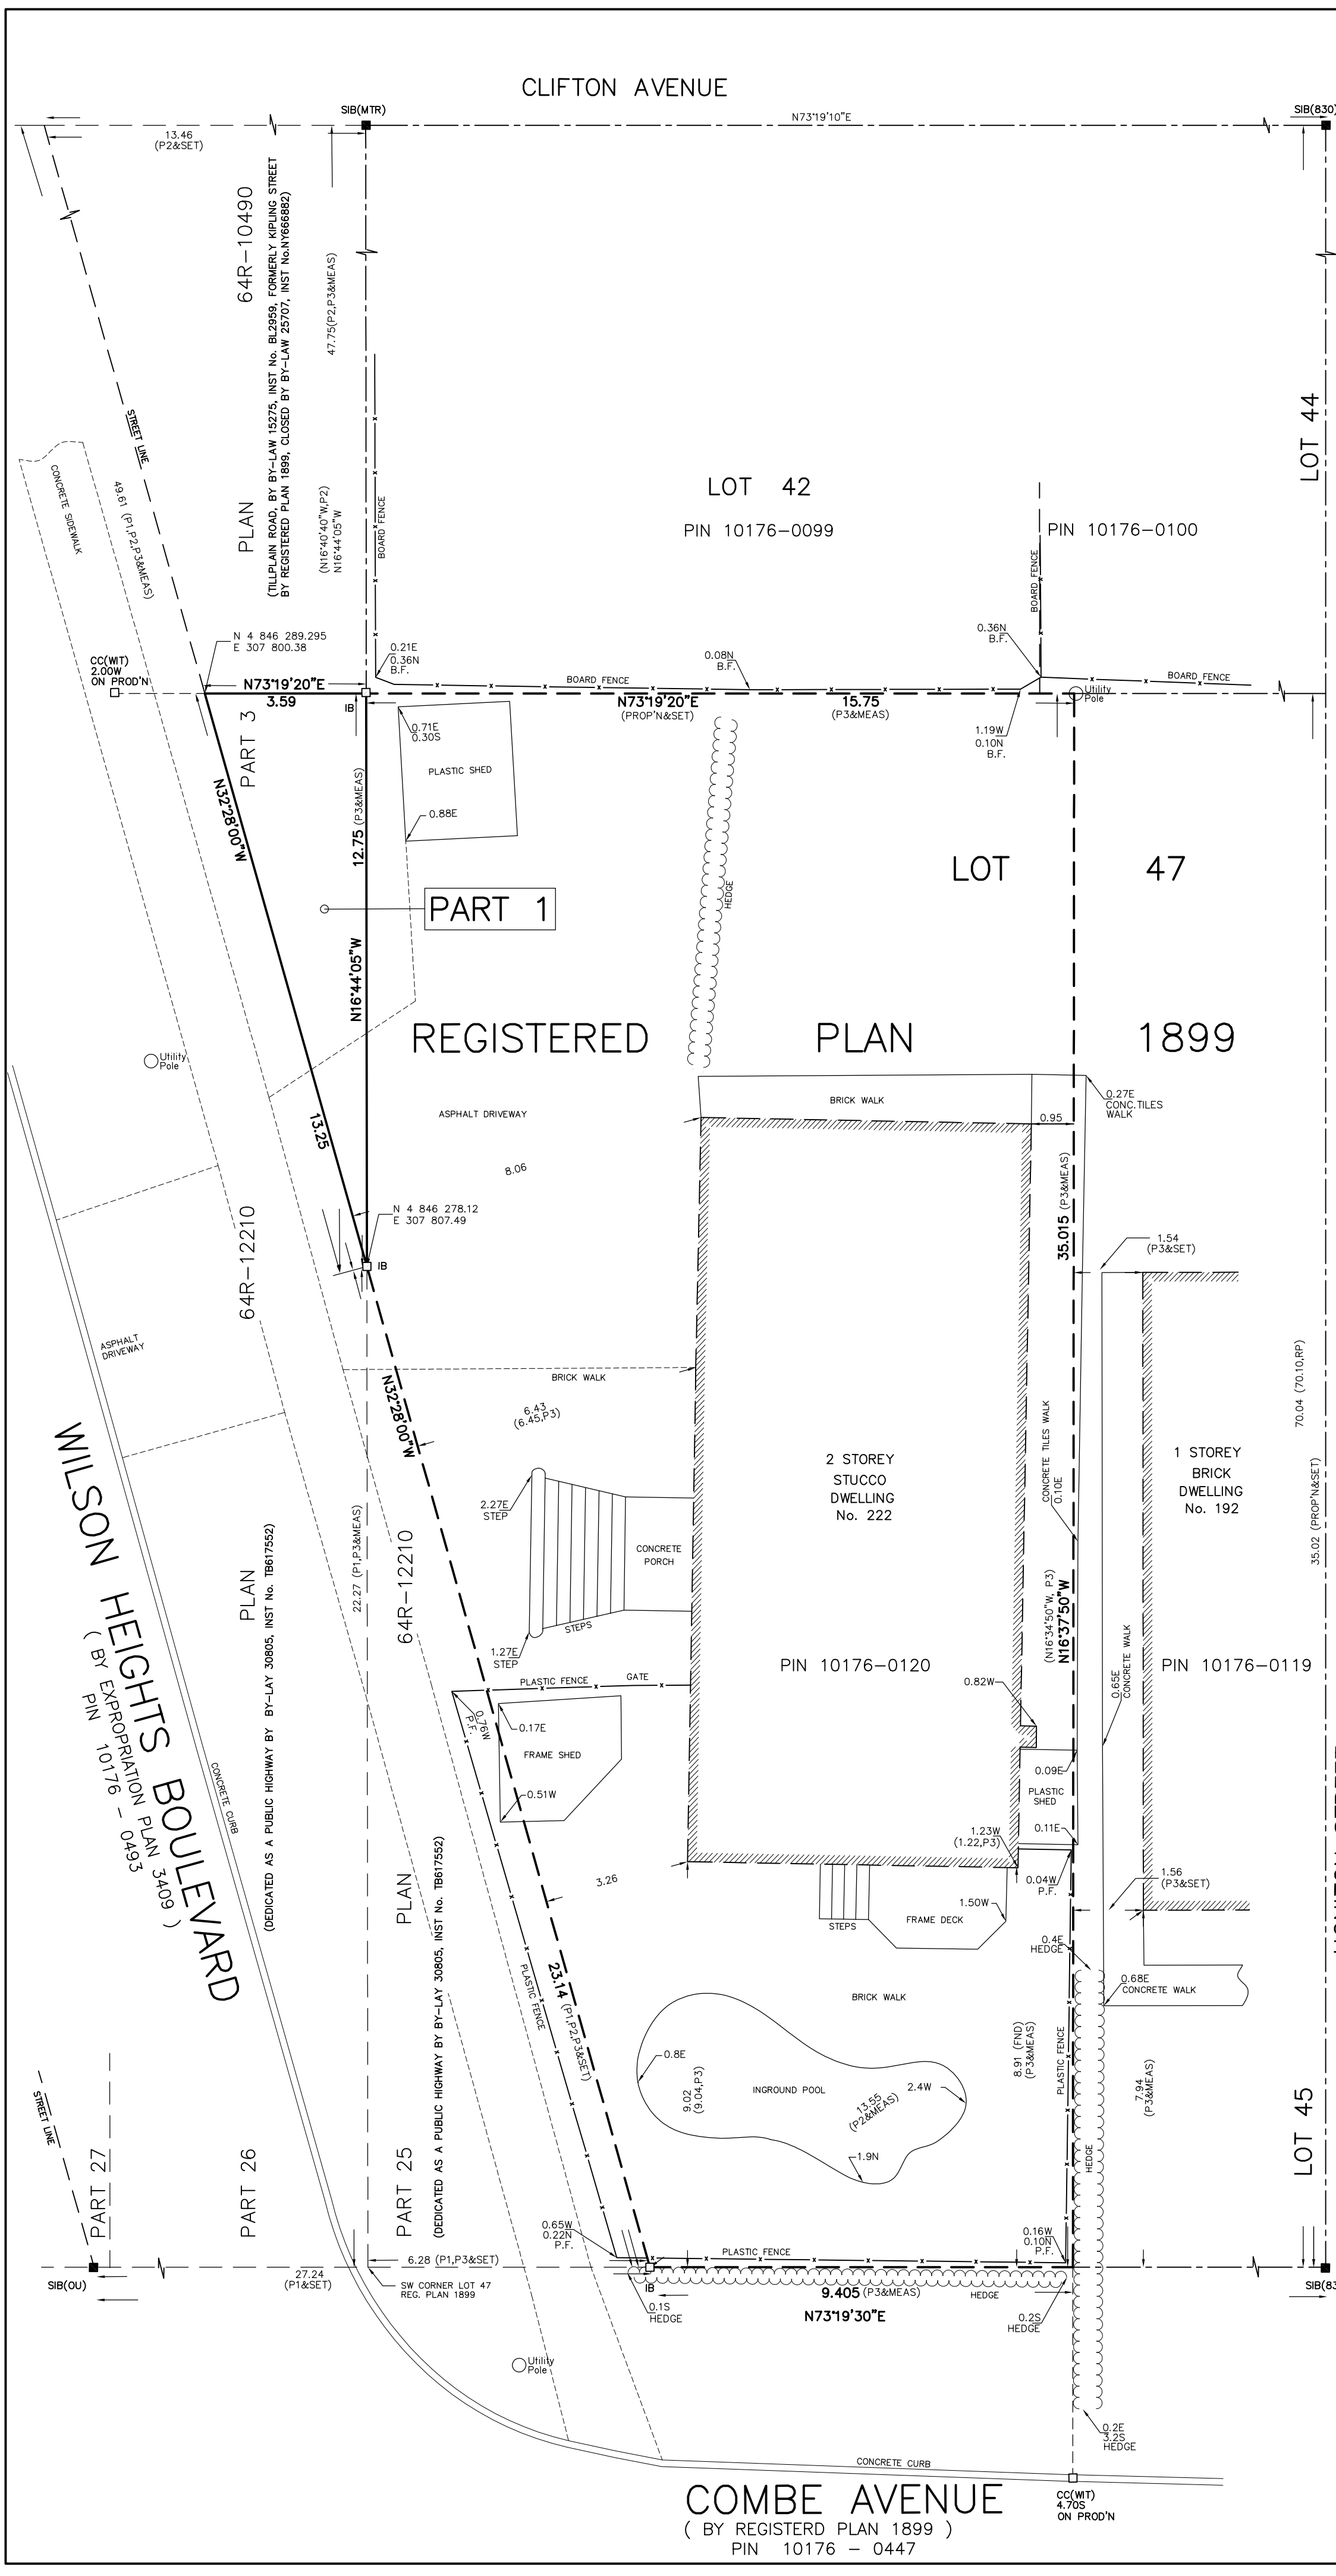 CLIFTON AVENUE
SIB(MTR)
SIB(830)
N73°19'10"E
13.46
(P2&SET)
64R-10490
PLAN
(TILLPLAIN ROAD, BY BY-LAW 15275, INST No. BL2959, FORMERLY KIPLING STREET
BY REGISTERED PLAN 1899, CLOSED BY BY-LAW 25707, INST No.NY666882)
47.75(P2,P3&MEAS)
(N16°40'40"W,P2)
N16°44'05"W
STREET LINE
CONCRETE SIDEWALK
49.61 (P1,P2,P3&MEAS)
BOARD FENCE
LOT 42
PIN 10176-0099
PIN 10176-0100
LOT 44
BOARD FENCE
N 4 846 289.295
E 307 800.38
CC(WIT)
2.00W
ON PROD'N
N73°19'20"E
3.59
IB
0.21E
0.36N
B.F.
BOARD FENCE
0.08N
B.F.
0.36N
B.F.
BOARD FENCE
N73°19'20"E
(PROP'N&SET)
15.75
(P3&MEAS)
Utility
Pole
1.19W
0.10N
B.F.
PART 3
0.71E
0.30S
PLASTIC SHED
0.88E
N32°28'00"W
12.75 (P3&MEAS)
HEDGE
LOT 47
PART 1
N16°44'05"W
REGISTERED PLAN 1899
Utility
Pole
13.25
ASPHALT DRIVEWAY
BRICK WALK
0.95
0.27E
CONC.TILES
WALK
8.06
35.015 (P3&MEAS)
N 4 846 278.12
E 307 807.49
IB
64R-12210
1.54
(P3&SET)
ASPHALT
DRIVEWAY
N32°28'00"W
BRICK WALK
6.43
(6.45,P3)
70.04 (70.10,RP)
35.02 (PROP'N&SET)
2 STOREY
STUCCO
DWELLING
No. 222
1 STOREY
BRICK
DWELLING
No. 192
CONCRETE TILES WALK
0.10E
2.27E
STEP
CONCRETE
PORCH
STEPS
1.27E
STEP
22.27 (P1,P3&MEAS)
64R-12210
(N16°34'50"W, P3)
N16°37'50"W
WILSON HEIGHTS BOULEVARD
( BY EXPROPRIATION PLAN 3409 )
PIN 10176 - 0493
PLAN
(DEDICATED AS A PUBLIC HIGHWAY BY BY-LAY 30805, INST No. TB617552)
PLASTIC FENCE
GATE
PIN 10176-0120
PIN 10176-0119
0.65E
CONCRETE WALK
0.82W
0.76W
P.F.
0.17E
FRAME SHED
0.51W
0.09E
PLASTIC
SHED
0.11E
CONCRETE CURB
1.23W
(1.22,P3)
0.04W
P.F.
1.56
(P3&SET)
3.26
PLAN
(DEDICATED AS A PUBLIC HIGHWAY BY BY-LAY 30805, INST No. TB617552)
STEPS
FRAME DECK
1.50W
0.4E
HEDGE
0.68E
CONCRETE WALK
PLASTIC FENCE
23.14 (P1,P2,P3&SET)
BRICK WALK
0.8E
INGROUND POOL
2.4W
9.02
(9.04,P3)
13.55
(P2&MEAS)
1.9N
8.91 (FND)
(P3&MEAS)
PLASTIC FENCE
7.94
(P3&MEAS)
HEDGE
LOT 45
STREET LINE
PART 27
PART 26
PART 25
0.65W
0.22N
P.F.
PLASTIC FENCE
0.16W
0.10N
P.F.
SIB(OU)
27.24
(P1&SET)
6.28 (P1,P3&SET)
SW CORNER LOT 47
REG. PLAN 1899
IB
9.405 (P3&MEAS)
HEDGE
N73°19'30"E
0.1S
HEDGE
0.2S
HEDGE
SIB(83
Utility
Pole
0.2E
3.2S
HEDGE
CONCRETE CURB
COMBE AVENUE
( BY REGISTERD PLAN 1899 )
PIN 10176 - 0447
CC(WIT)
4.70S
ON PROD'N